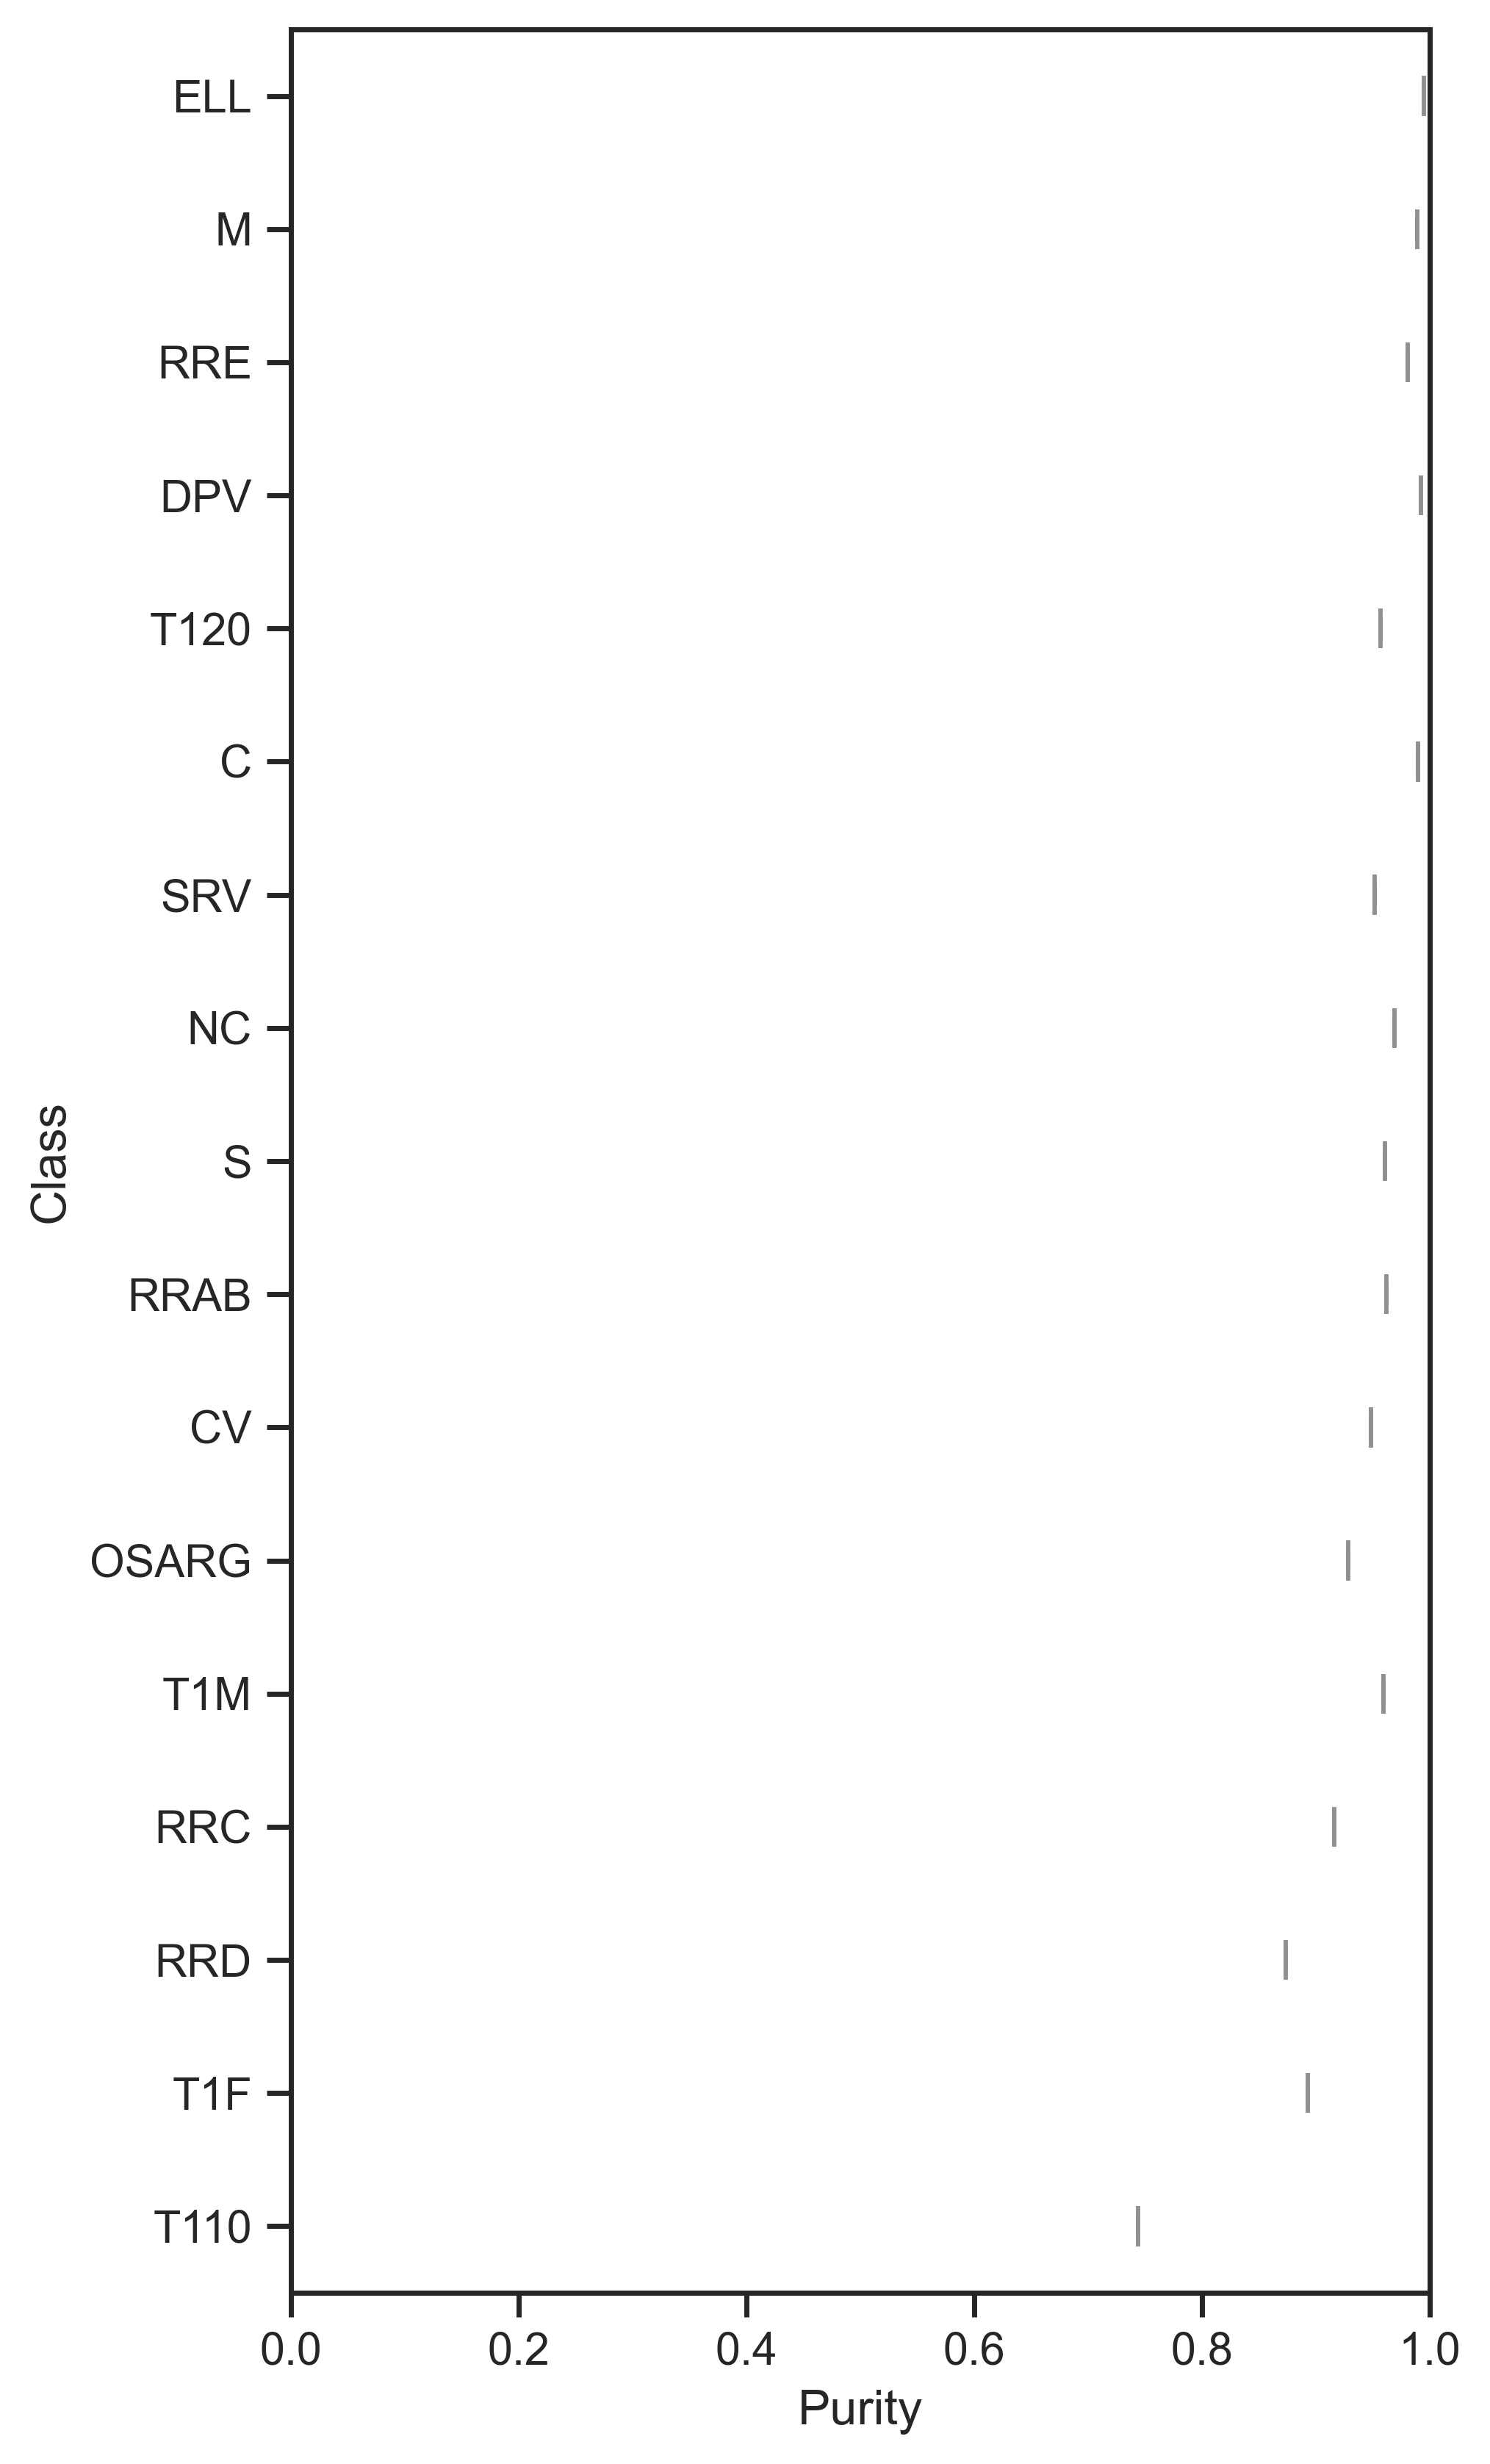 ELL
M
RRE
DPV
T120
C
SRV
NC
S
RRAB
CV
OSARG
T1M
RRC
RRD
T1F
T110
Class
0.0 0.2 0.4 0.6 0.8 1.0
Purity